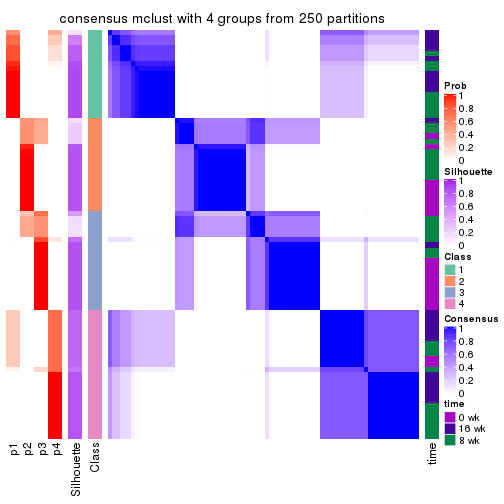 consensus mclust with 4 groups from 250 partitions
Prob
1
0.8
0.6
0.4
0.2
0
Silhouette
1
0.8
0.6
0.4
0.2
0
Class
1
2
3
4
Consensus
1
0.8
0.6
0.4
0.2
0
time
0 wk
16 wk
8 wk
p1
p2
p3
p4
Silhouette
Class
time